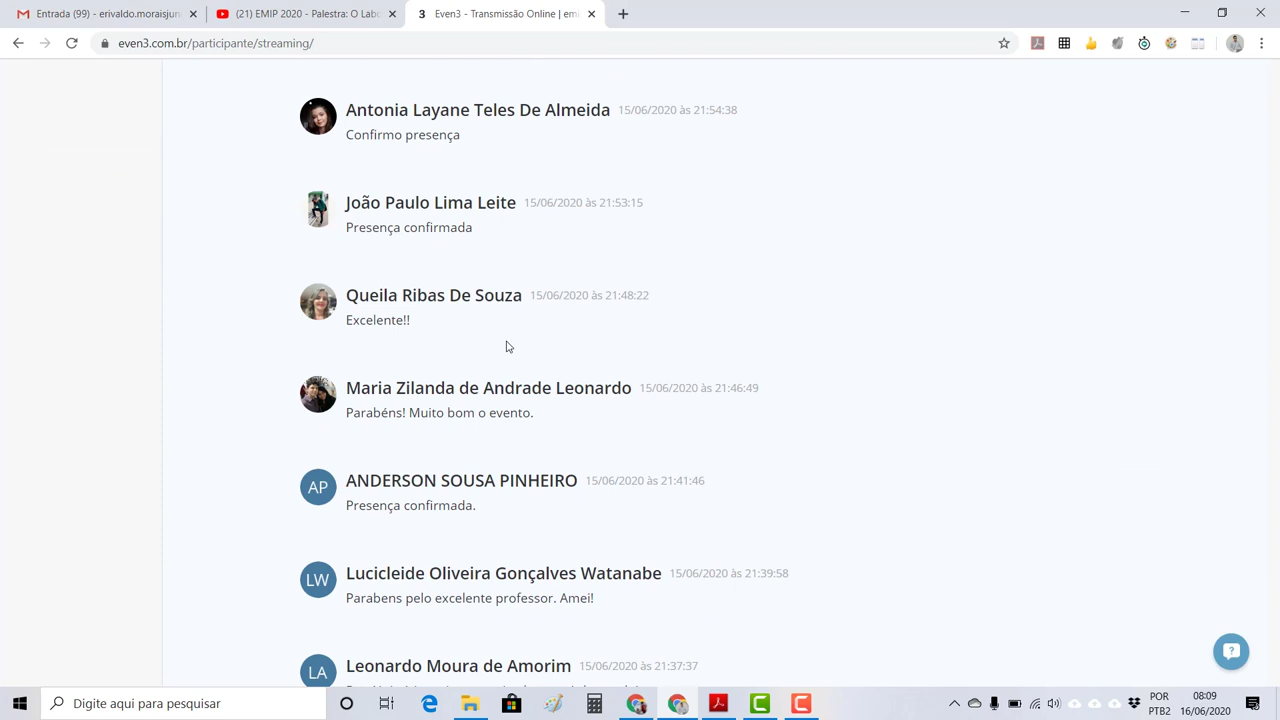 Entrada (99) - erivaldo.moraisjun
(21) EMIP 2020 - Palestra: O Lab
Even3 - Transmissão Online | em
even3.com.br/participante/streaming/
Antonia Layane Teles De Almeida 15/06/2020 às 21:54:38
Confirmo presença
João Paulo Lima Leite 15/06/2020 às 21:53:15
Presença confirmada
Queila Ribas De Souza 15/06/2020 às 21:48:22
Excelente!!
Maria Zilanda de Andrade Leonardo 15/06/2020 às 21:46:49
Parabéns! Muito bom o evento.
AP
ANDERSON SOUSA PINHEIRO 15/06/2020 às 21:41:46
Presença confirmada.
LW
Lucicleide Oliveira Gonçalves Watanabe 15/06/2020 às 21:39:58
Parabens pelo excelente professor. Amei!
LA
Leonardo Moura de Amorim 15/06/2020 às 21:37:37
Digite aqui para pesquisar
POR
PTB2
08:09
16/06/2020